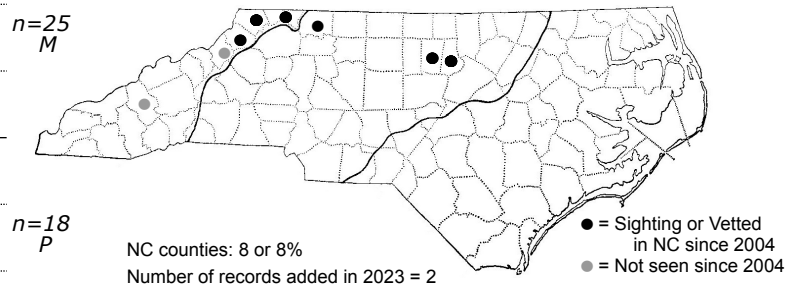 n=25
M
n=18
P
NC counties: 8 or 8%
Number of records added in 2023 = 2
● = Sighting or Vetted
in NC since 2004
● = Not seen since 2004